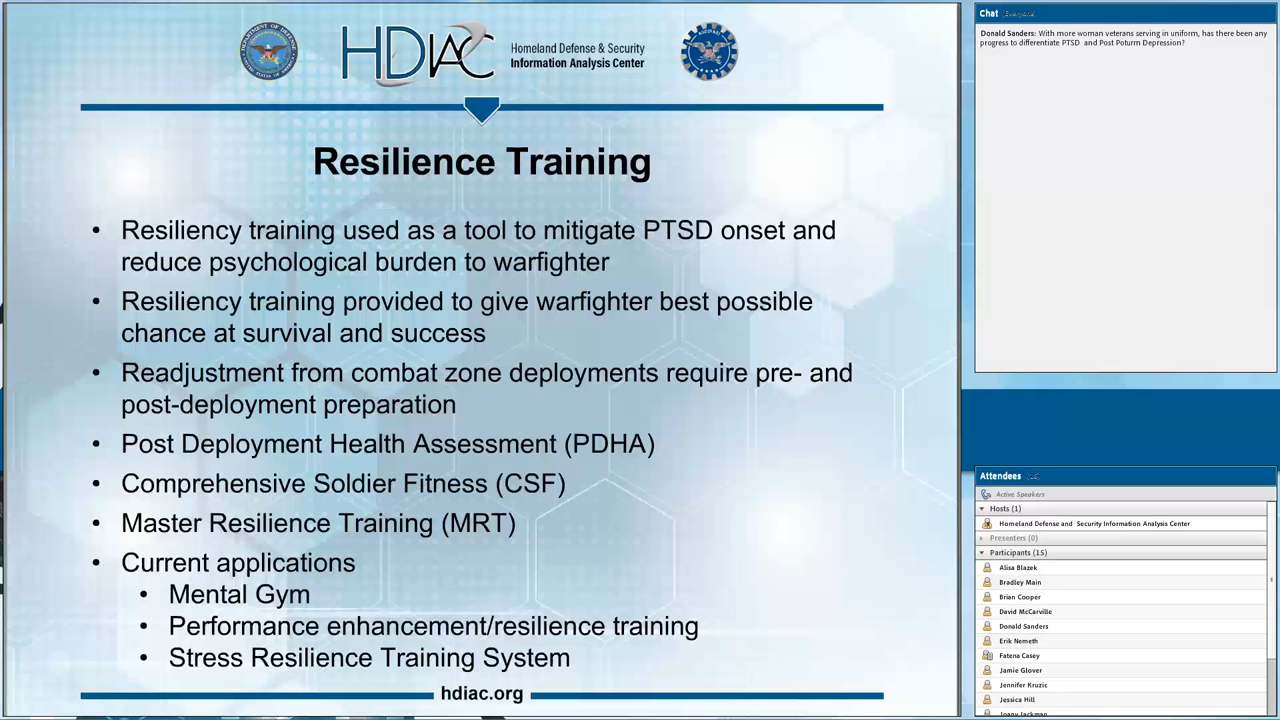 HDIAC
Homeland Defense & Security
Information Analysis Center
Resilience Training
• Resiliency training used as a tool to mitigate PTSD onset and
reduce psychological burden to warfighter
• Resiliency training provided to give warfighter best possible
chance at survival and success
• Readjustment from combat zone deployments require pre- and
post-deployment preparation
• Post Deployment Health Assessment (PDHA)
• Comprehensive Soldier Fitness (CSF)
• Master Resilience Training (MRT)
• Current applications
• Mental Gym
• Performance enhancement/resilience training
• Stress Resilience Training System
hdiac.org
Chat (Everyone)
Donald Sanders: With more woman veterans serving in uniform, has there been any
progress to differentiate PTSD and Post Poturm Depression?
Attendees
Active Speakers
Hosts (1)
Homeland Defense and Security Information Analysis Center
Presenters (0)
Participants (15)
Alisa Blazek
Bradley Main
Brian Cooper
David McCarville
Donald Sanders
Erik Nemeth
Fatena Casey
Jamie Glover
Jennifer Kruzic
Jessica Hill